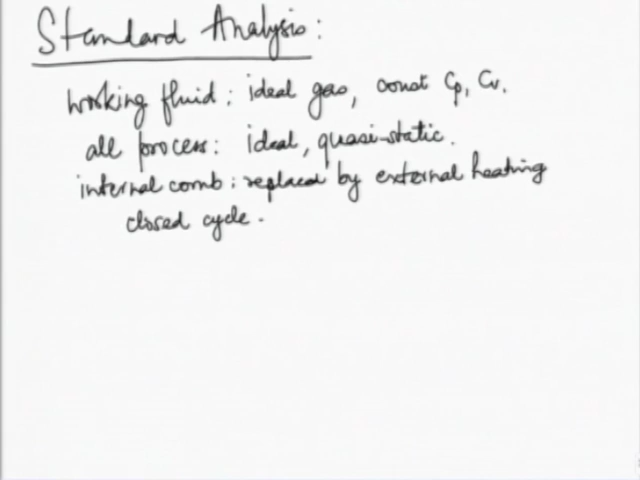 Standard Analysis:
working fluid: ideal gas, const Cp, Cv.
all process: ideal, quasi-static.
internal comb: replaced by external heating
closed cycle.